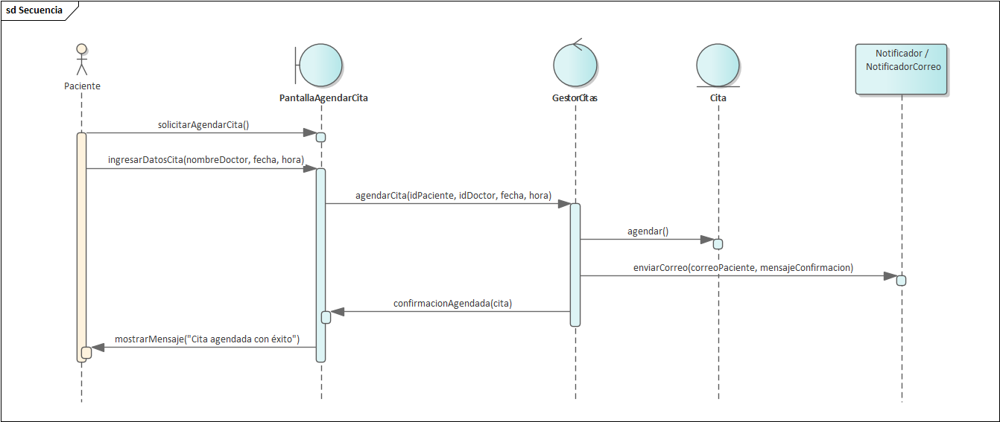 sd Secuencia
Paciente
PantallaAgendarCita
GestorCitas
Cita
Notificador /
NotificadorCorreo
solicitarAgendarCita()
ingresarDatosCita(nombreDoctor, fecha, hora)
agendarCita(idPaciente, idDoctor, fecha, hora)
agendar()
enviarCorreo(correoPaciente, mensajeConfirmacion)
confirmacionAgendada(cita)
mostrarMensaje("Cita agendada con éxito")